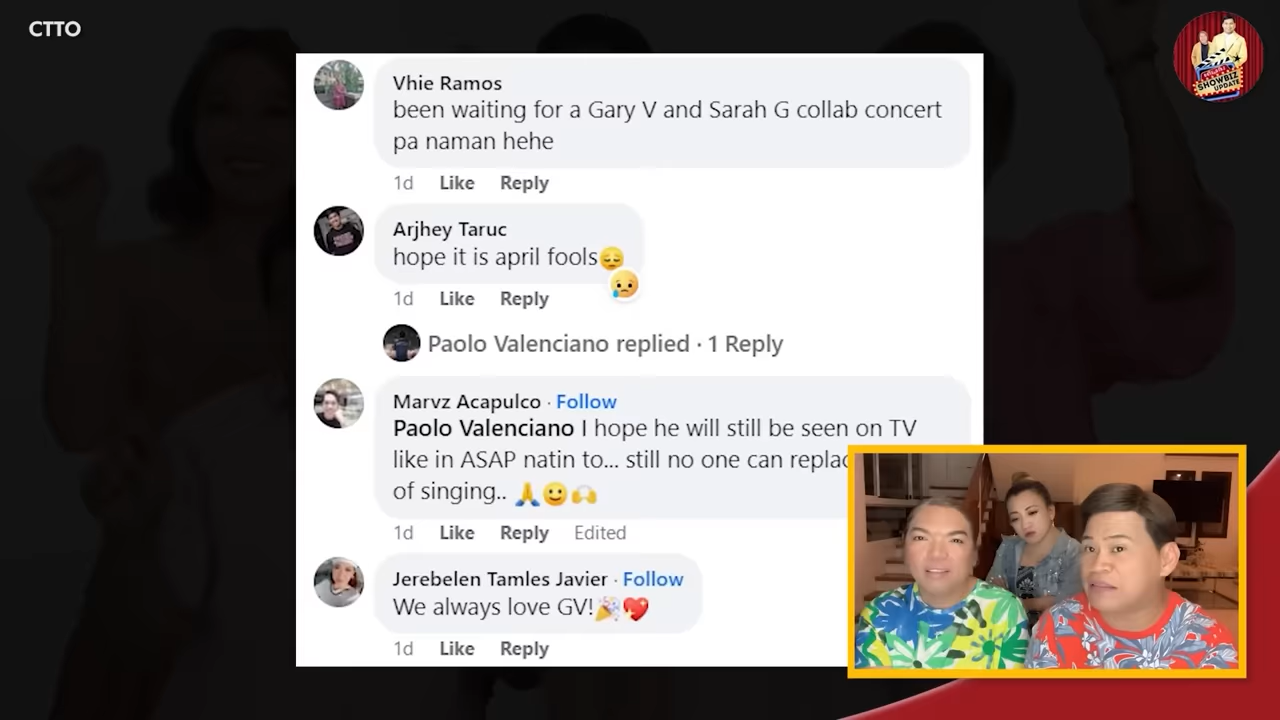 CTTO
SHOWBIZ
UPDATE
Vhie Ramos
been waiting for a Gary V and Sarah G collab concert
pa naman hehe
1d Like Reply
Arjhey Taruc
hope it is april fools😔
😢
1d Like Reply
Paolo Valenciano replied · 1 Reply
Marvz Acapulco · Follow
Paolo Valenciano I hope he will still be seen on TV
like in ASAP natin to... still no one can replac
of singing.. 🙏🙂🙌
1d Like Reply Edited
Jerebelen Tamles Javier · Follow
We always love GV!🎉💖
1d Like Reply